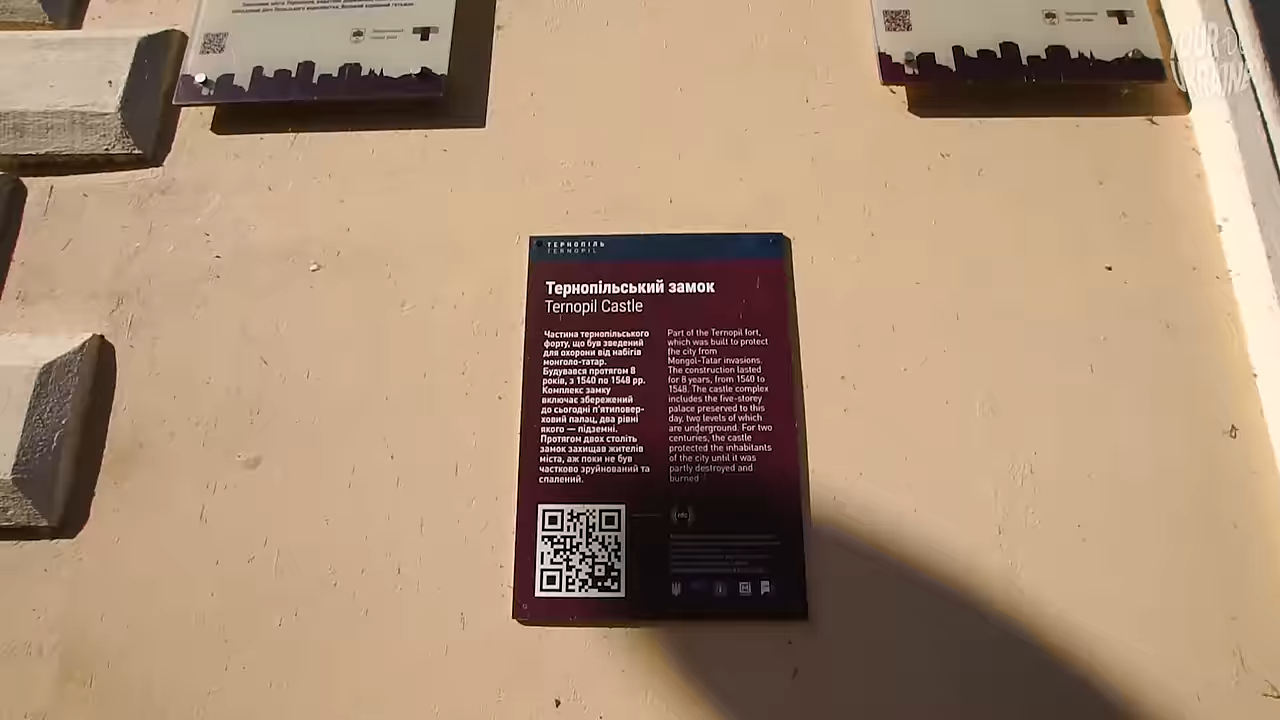 YOUR
UKRAINE
ТЕРНОПІЛЬ
TERNOPIL
Тернопільський замок
Ternopil Castle
Частина тернопільського
форту, що був зведений
для охорони від набігів
монголо-татар.
Будувався протягом 8
років, з 1540 по 1548 рр.
Комплекс замку
включає збережений
до сьогодні п'ятиповер-
ховий палац, два рівні
якого — підземні.
Протягом двох століть
замок захищав жителів
міста, аж поки не був
частково зруйнований та
спалений.
Part of the Ternopil fort,
which was built to protect
the city from
Mongol-Tatar invasions.
The construction lasted
for 8 years, from 1540 to
1548. The castle complex
includes the five-storey
palace preserved to this
day, two levels of which
are underground. For two
centuries, the castle
protected the inhabitants
of the city until it was
partly destroyed and
burned
nfc